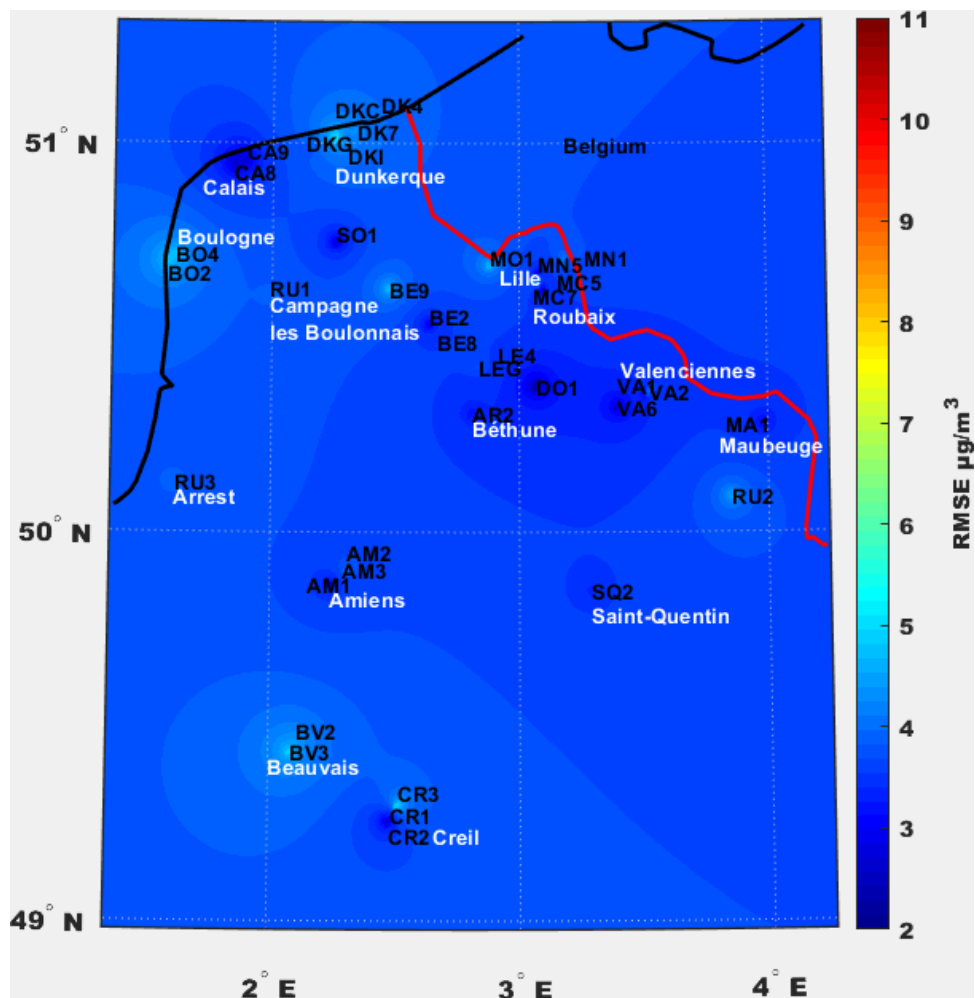 11
10
9
8
7
6
5
4
3
2
RMSE µg/m³
51° N
50° N
49° N
2° E
3° E
4° E
DKC
DK4
DK7
DKG
DKI
Dunkerque
Belgium
CA9
CA8
Calais
Boulogne
BO4
BO2
SO1
MO1
MN5
MN1
Lille
MC5
MC7
Roubaix
RU1
Campagne
les Boulonnais
BE9
BE2
BE8
LE4
LEG
DO1
Valenciennes
VA1
VA2
VA6
AR2
Béthune
MA1
Maubeuge
RU3
Arrest
RU2
AM2
AM3
AM1
Amiens
SQ2
Saint-Quentin
BV2
BV3
Beauvais
CR3
CR1
CR2 Creil